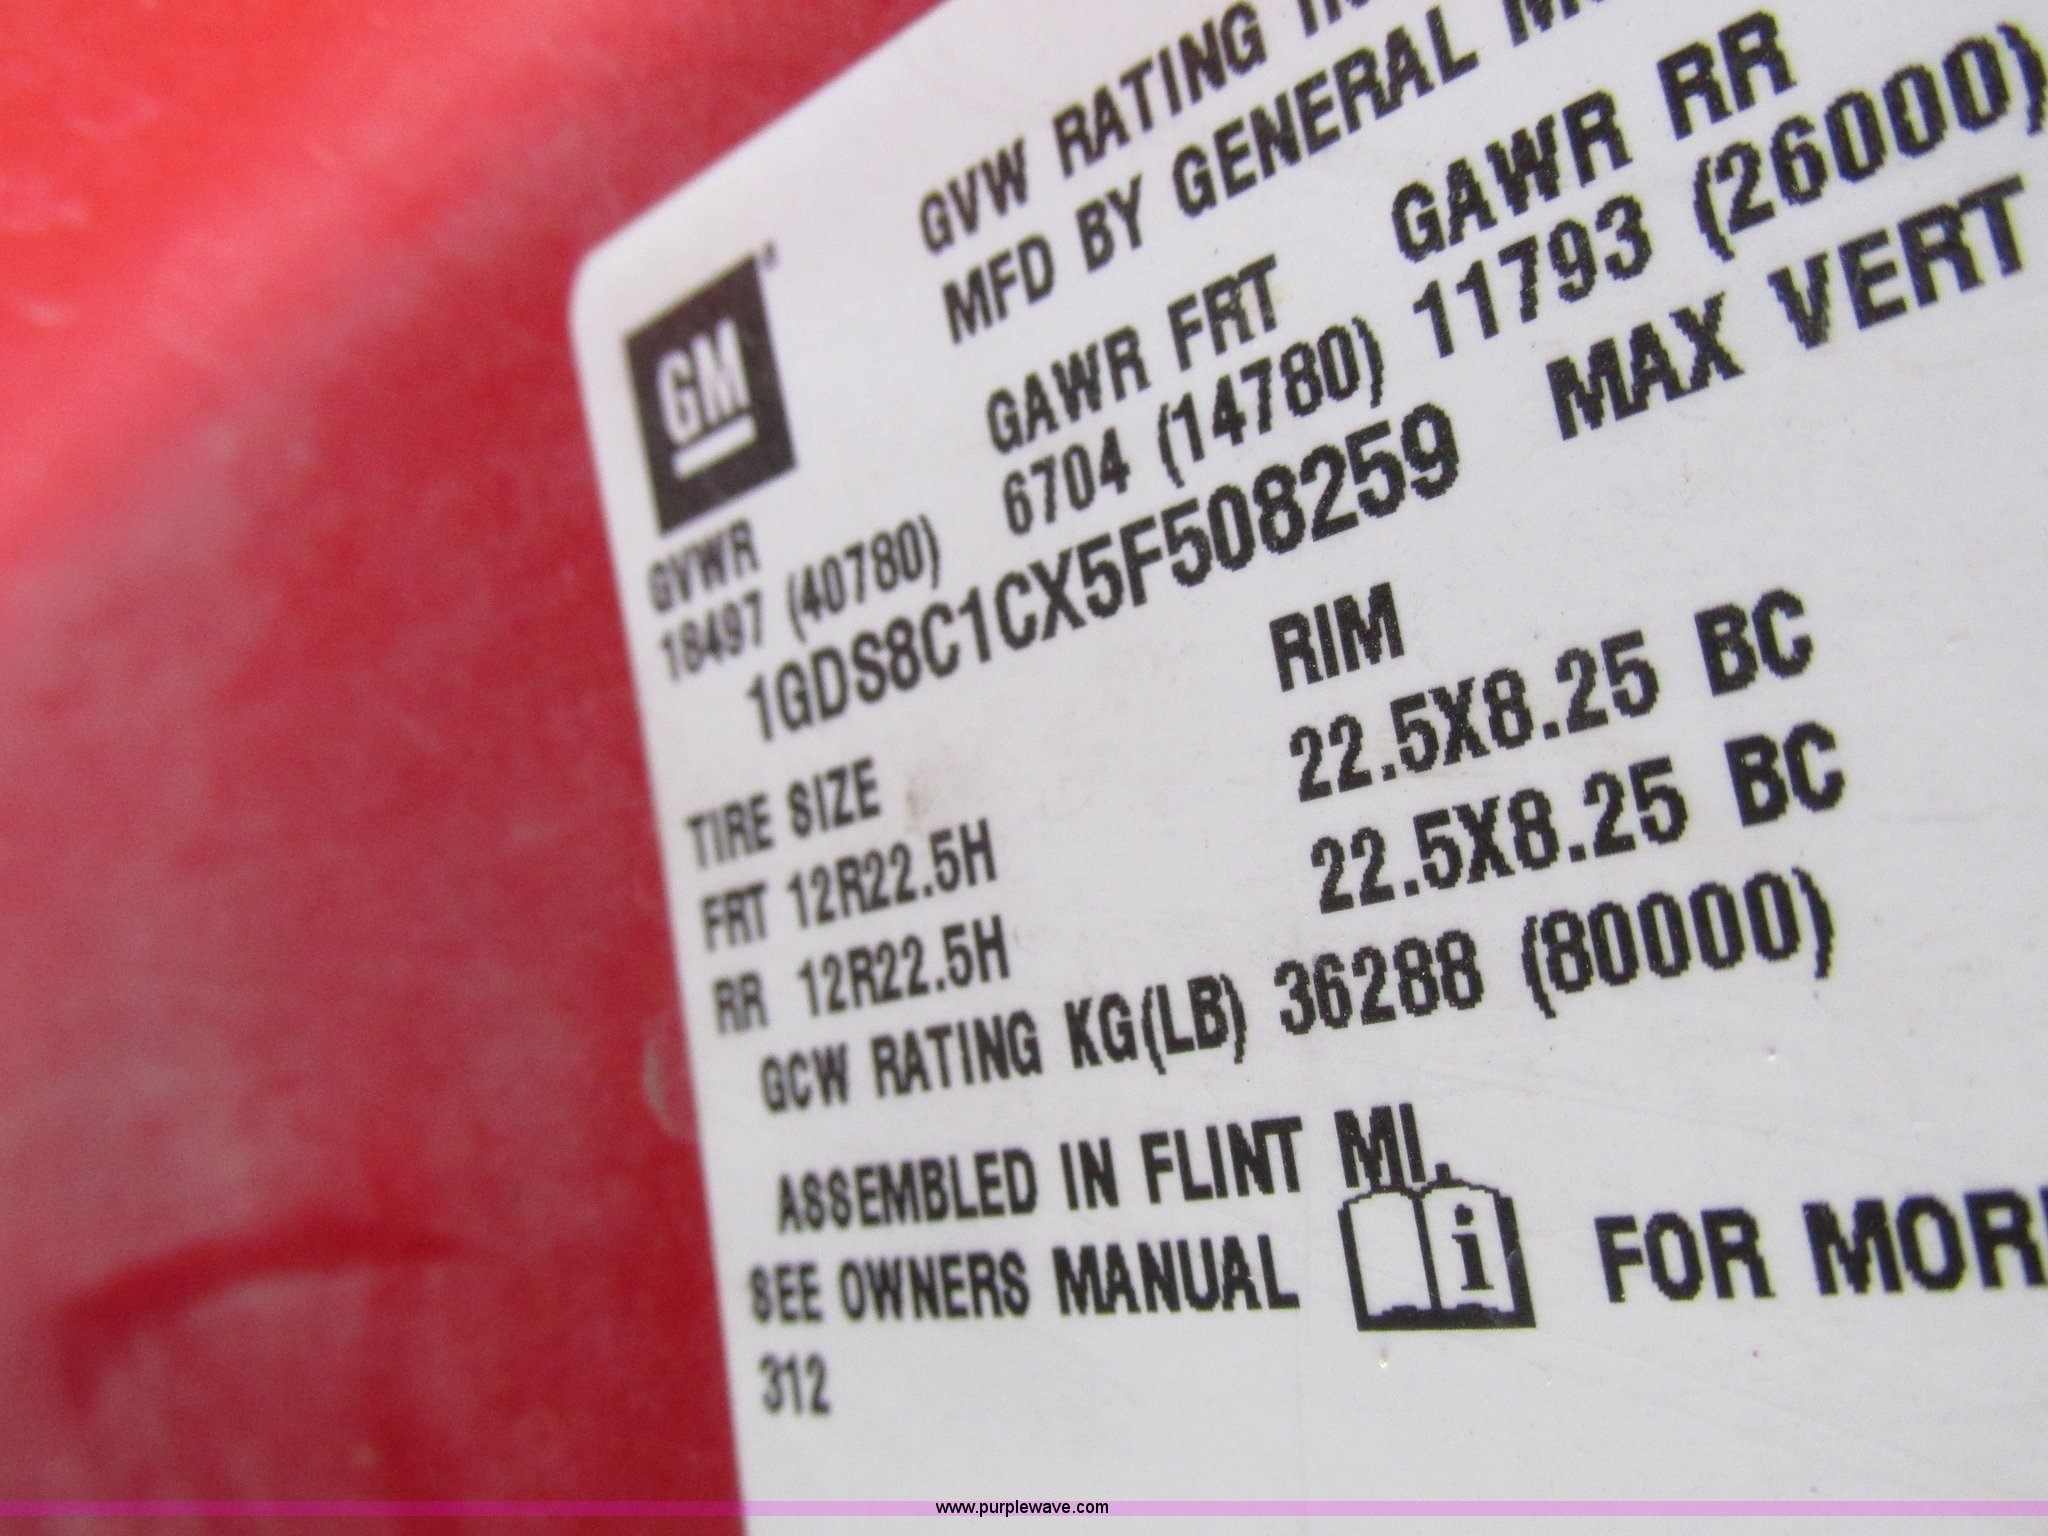 GVW RATING
MFD BY GENERAL
GM
GAWR FRT GAWR RR
GVWR
18497 (40780) 6704 (14780) 11793 (26000)
1GDS8C1CX5F508259 MAX VERT
TIRE SIZE RIM
FRT 12R22.5H 22.5X8.25 BC
RR 12R22.5H 22.5X8.25 BC
GCW RATING KG(LB) 36288 (80000)
ASSEMBLED IN FLINT MI.
SEE OWNERS MANUAL i FOR
312
www.purplewave.com